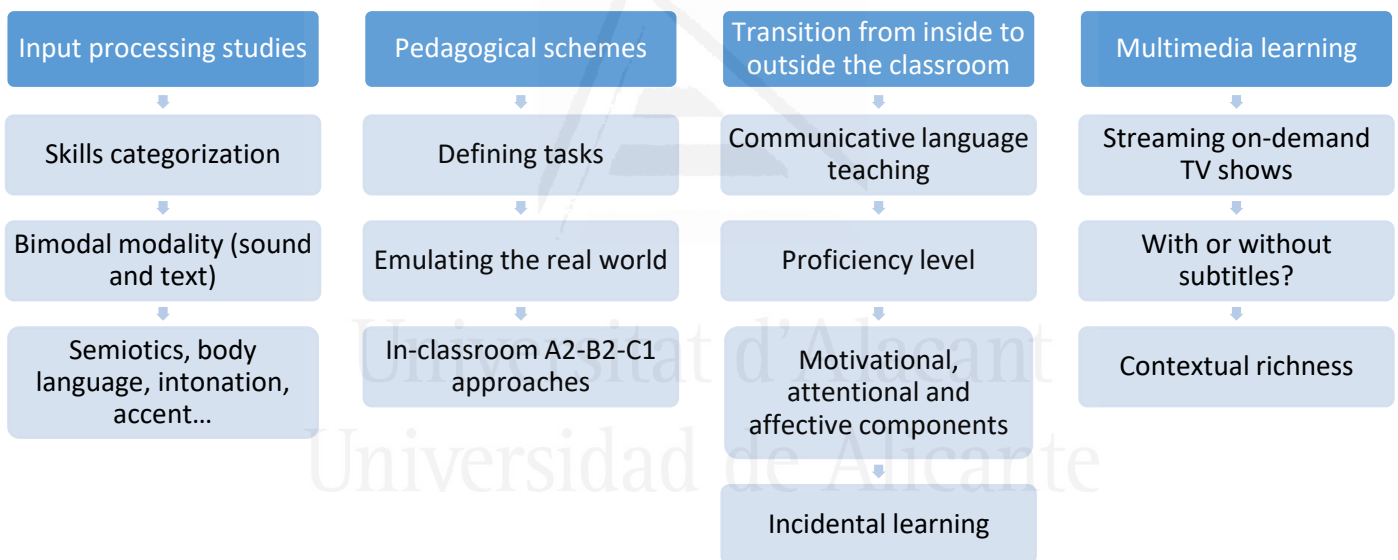 Input processing studies
Skills categorization
Bimodal modality (sound
and text)
Semiotics, body
language, intonation,
accent…
Pedagogical schemes
Defining tasks
Emulating the real world
In-classroom A2-B2-C1
approaches
Transition from inside to
outside the classroom
Communicative language
teaching
Proficiency level
Motivational,
attentional and
affective components
Incidental learning
Multimedia learning
Streaming on-demand
TV shows
With or without
subtitles?
Contextual richness
Universitat d'Alacant
Universidad de Alicante